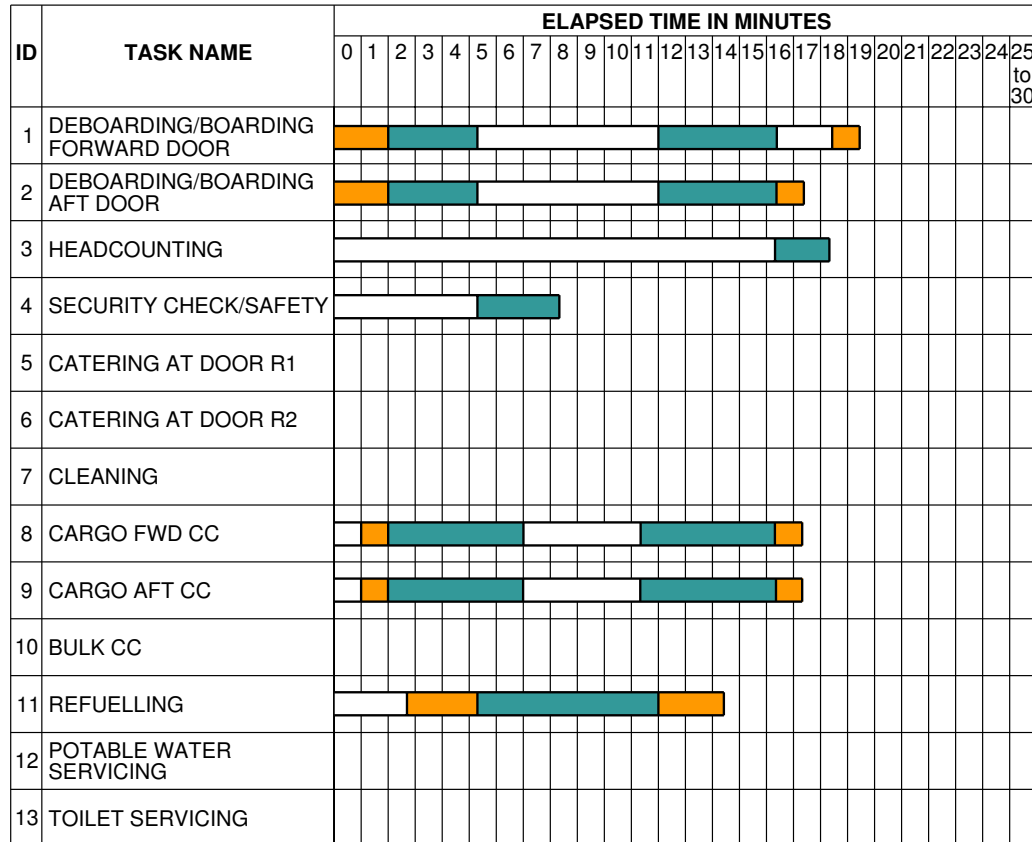 ELAPSED TIME IN MINUTES
ID TASK NAME 0 1 2 3 4 5 6 7 8 9 10 11 12 13 14 15 16 17 18 19 20 21 22 23 24 25
to
30
1 DEBOARDING/BOARDING
FORWARD DOOR
2 DEBOARDING/BOARDING
AFT DOOR
3 HEADCOUNTING
4 SECURITY CHECK/SAFETY
5 CATERING AT DOOR R1
6 CATERING AT DOOR R2
7 CLEANING
8 CARGO FWD CC
9 CARGO AFT CC
10 BULK CC
11 REFUELLING
12 POTABLE WATER
SERVICING
13 TOILET SERVICING